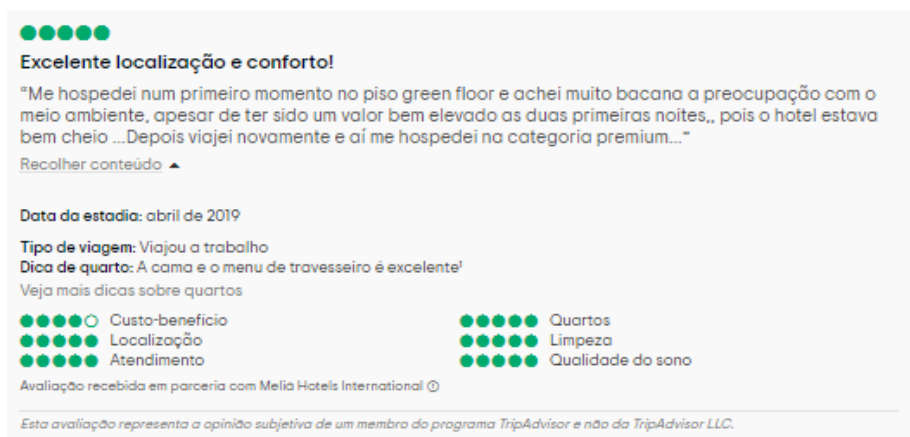 Excelente localização e conforto!
“Me hospedei num primeiro momento no piso green floor e achei muito bacana a preocupação com o
meio ambiente, apesar de ter sido um valor bem elevado as duas primeiras noites,, pois o hotel estava
bem cheio ...Depois viajei novamente e aí me hospedei na categoria premium...”
Recolher conteúdo
Data da estadia: abril de 2019
Tipo de viagem: Viajou a trabalho
Dica de quarto: A cama e o menu de travesseiro é excelente!
Veja mais dicas sobre quartos
Custo-benefício
Quartos
Localização
Limpeza
Atendimento
Qualidade do sono
Avaliação recebida em parceria com Meliá Hotels International
Esta avaliação representa a opinião subjetiva de um membro do programa TripAdvisor e não da TripAdvisor LLC.